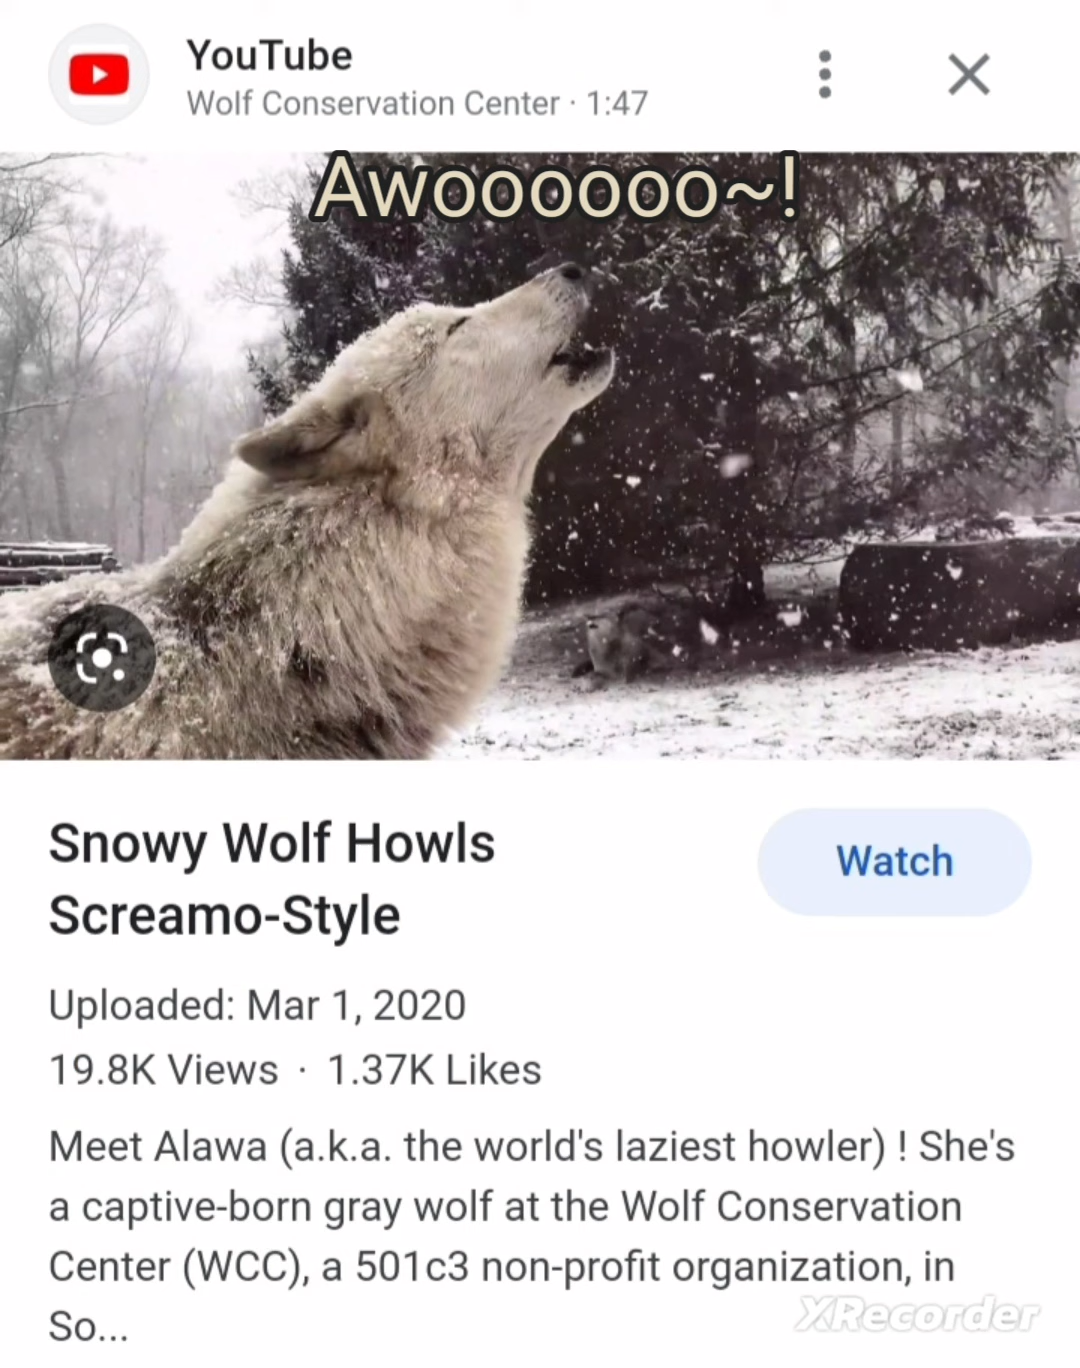 YouTube
Wolf Conservation Center · 1:47
Awoooooo~!
Snowy Wolf Howls
Screamo-Style
Watch
Uploaded: Mar 1, 2020
19.8K Views · 1.37K Likes
Meet Alawa (a.k.a. the world's laziest howler) ! She's
a captive-born gray wolf at the Wolf Conservation
Center (WCC), a 501c3 non-profit organization, in
So...
XRecorder